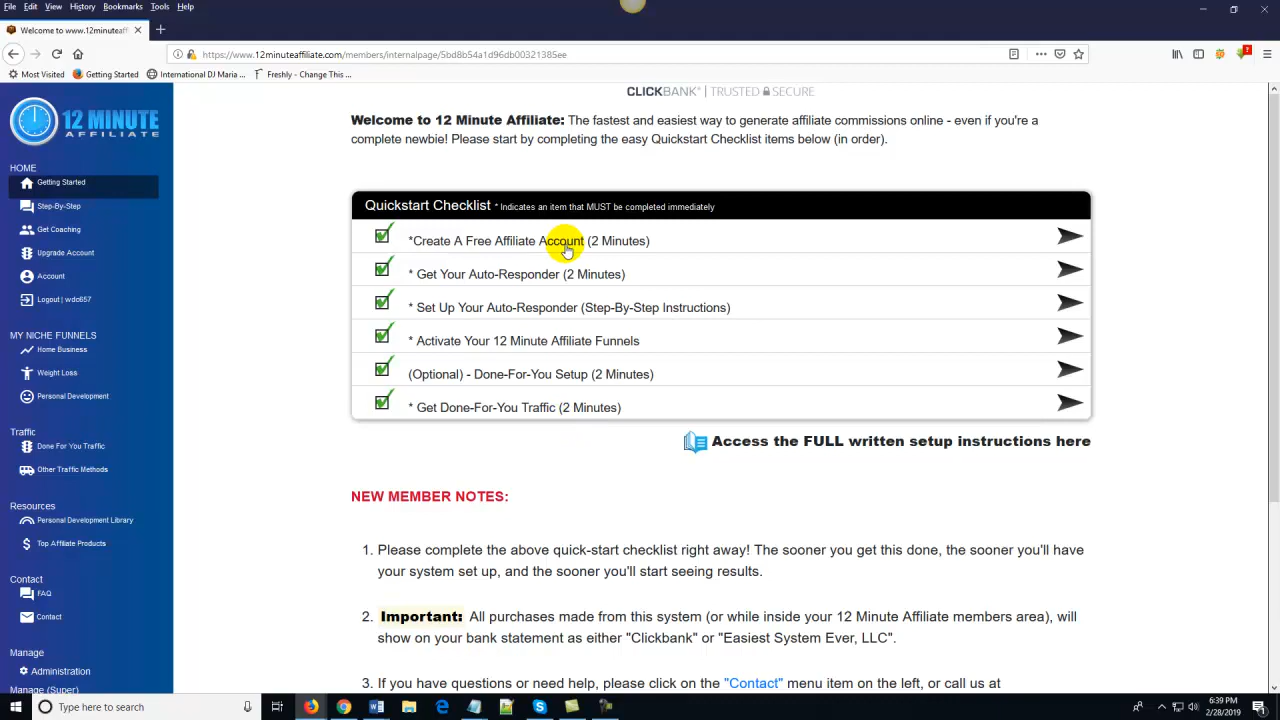 File Edit View History Bookmarks Tools Help
Welcome to www.12minuteaff
https://www.12minuteaffiliate.com/members/internalpage/5bd8b54a1d96db00321385ee
7
Most Visited Getting Started International DJ Maria ... Freshly - Change This ...
CLICKBANK | TRUSTED SECURE
12 MINUTE
AFFILIATE
HOME
Getting Started
Step-By-Step
Get Coaching
Upgrade Account
Account
Logout | wdc657
MY NICHE FUNNELS
Home Business
Weight Loss
Personal Development
Traffic
Done For You Traffic
Other Traffic Methods
Resources
Personal Development Library
Top Affiliate Products
Contact
FAQ
Contact
Manage
Administration
Manage (Super)
Welcome to 12 Minute Affiliate: The fastest and easiest way to generate affiliate commissions online - even if you're a
complete newbie! Please start by completing the easy Quickstart Checklist items below (in order).
Quickstart Checklist * Indicates an item that MUST be completed immediately
*Create A Free Affiliate Account (2 Minutes)
* Get Your Auto-Responder (2 Minutes)
* Set Up Your Auto-Responder (Step-By-Step Instructions)
* Activate Your 12 Minute Affiliate Funnels
(Optional) - Done-For-You Setup (2 Minutes)
* Get Done-For-You Traffic (2 Minutes)
Access the FULL written setup instructions here
NEW MEMBER NOTES:
1. Please complete the above quick-start checklist right away! The sooner you get this done, the sooner you'll have
your system set up, and the sooner you'll start seeing results.
2. Important: All purchases made from this system (or while inside your 12 Minute Affiliate members area), will
show on your bank statement as either "Clickbank" or "Easiest System Ever, LLC".
3. If you have questions or need help, please click on the "Contact" menu item on the left, or call us at
Type here to search
6:39 PM
2/28/2019